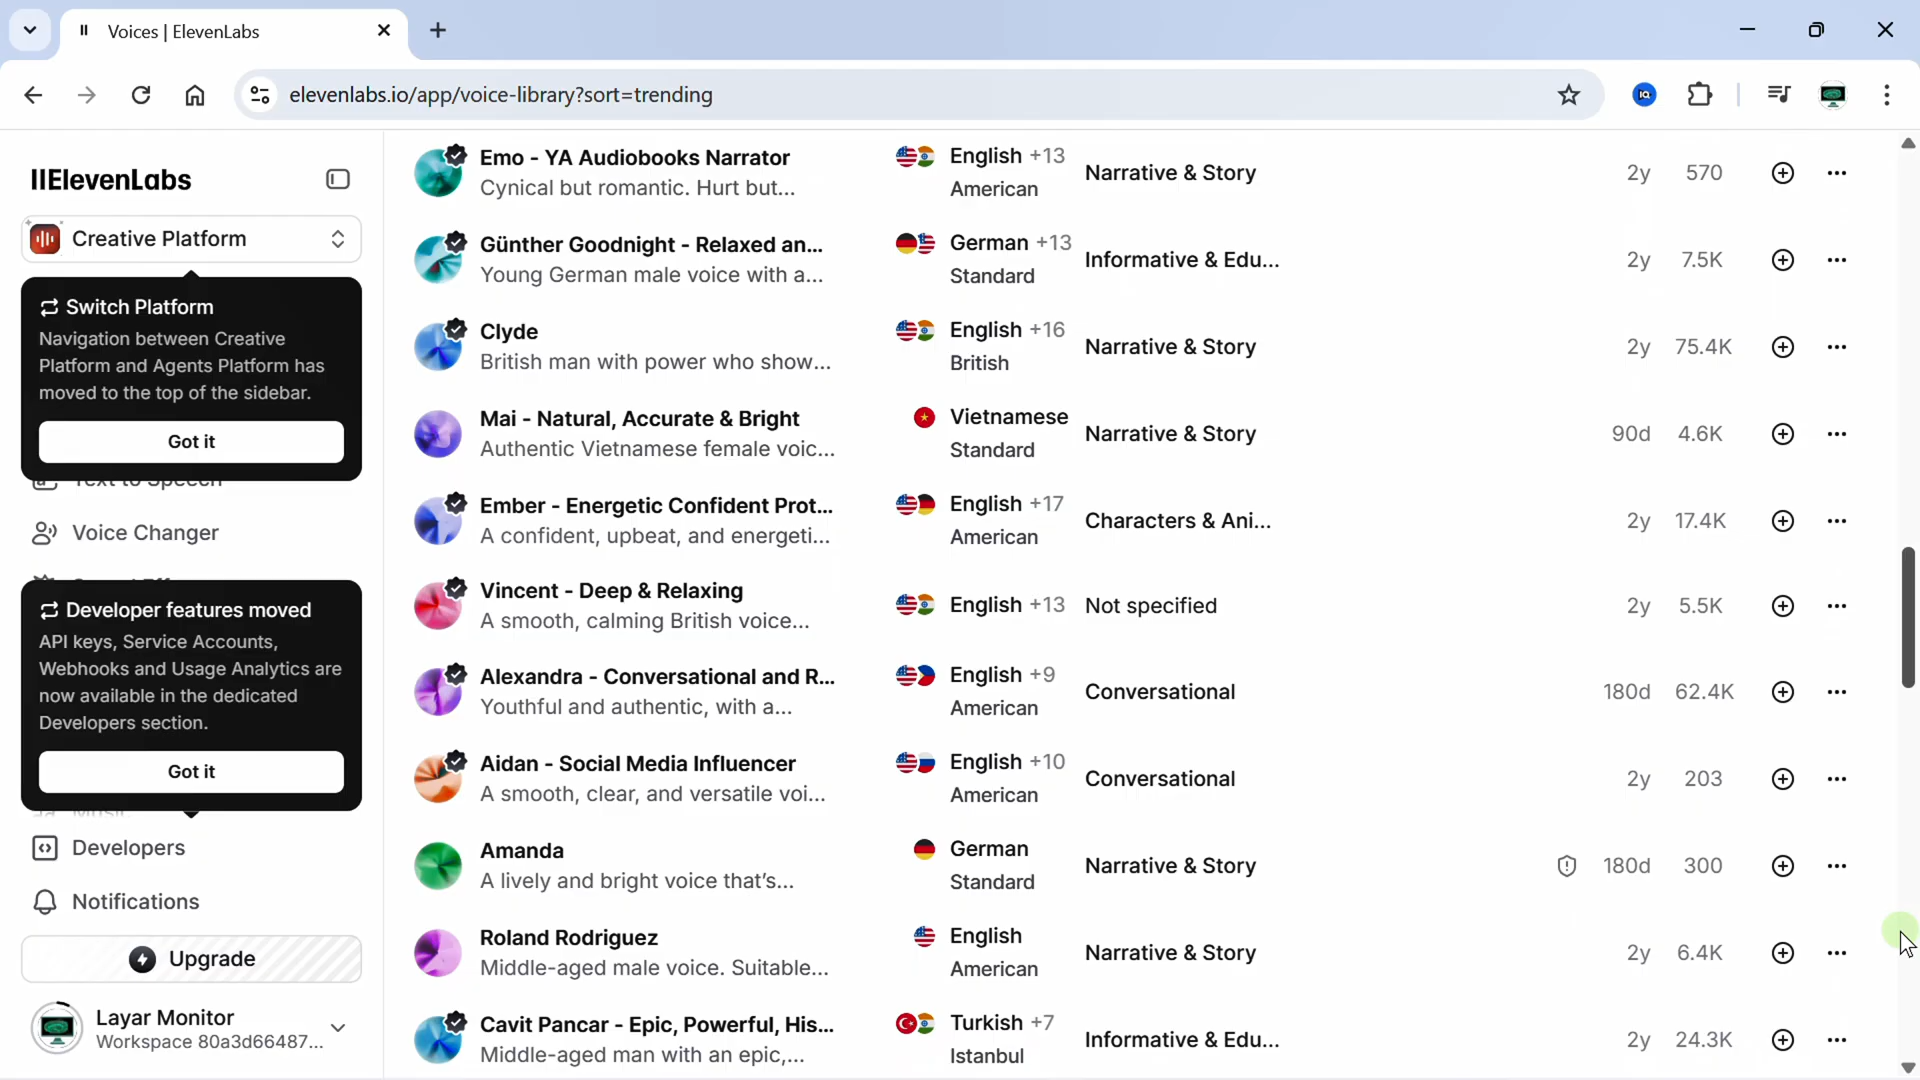 Voices | ElevenLabs
elevenlabs.io/app/voice-library?sort=trending
IIElevenLabs
Creative Platform
Switch Platform
Navigation between Creative
Platform and Agents Platform has
moved to the top of the sidebar.
Got it
Text to Speech
Voice Changer
Developer features moved
API keys, Service Accounts,
Webhooks and Usage Analytics are
now available in the dedicated
Developers section.
Got it
Music
Developers
Notifications
Upgrade
Layar Monitor
Workspace 80a3d66487...
Emo - YA Audiobooks Narrator
Cynical but romantic. Hurt but...
English +13
American
Narrative & Story
2y 570
Günther Goodnight - Relaxed an...
Young German male voice with a...
German +13
Standard
Informative & Edu...
2y 7.5K
Clyde
British man with power who show...
English +16
British
Narrative & Story
2y 75.4K
Mai - Natural, Accurate & Bright
Authentic Vietnamese female voic...
Vietnamese
Standard
Narrative & Story
90d 4.6K
Ember - Energetic Confident Prot...
A confident, upbeat, and energeti...
English +17
American
Characters & Ani...
2y 17.4K
Vincent - Deep & Relaxing
A smooth, calming British voice...
English +13
Not specified
2y 5.5K
Alexandra - Conversational and R...
Youthful and authentic, with a...
English +9
American
Conversational
180d 62.4K
Aidan - Social Media Influencer
A smooth, clear, and versatile voi...
English +10
American
Conversational
2y 203
Amanda
A lively and bright voice that's...
German
Standard
Narrative & Story
180d 300
Roland Rodriguez
Middle-aged male voice. Suitable...
English
American
Narrative & Story
2y 6.4K
Cavit Pancar - Epic, Powerful, His...
Middle-aged man with an epic,...
Turkish +7
Istanbul
Informative & Edu...
2y 24.3K